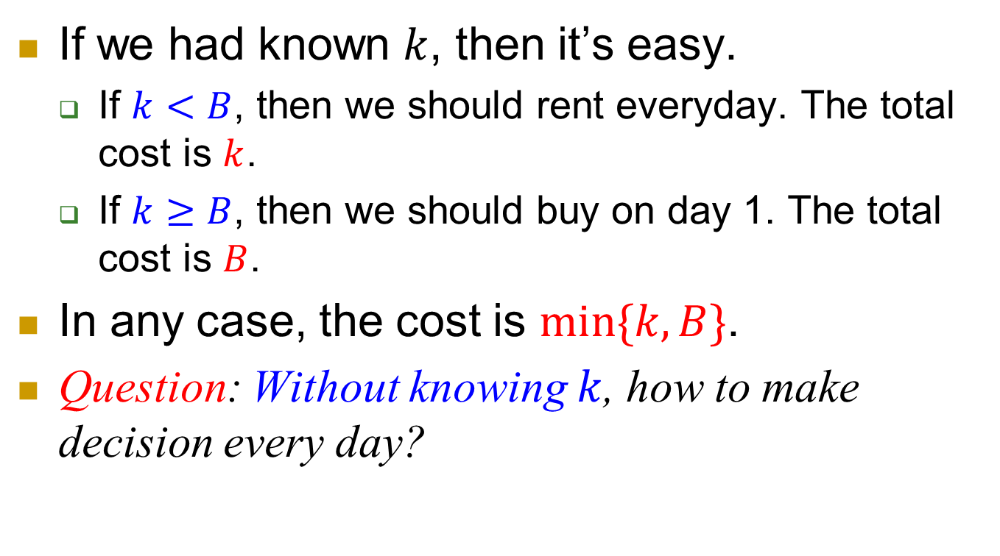 If we had known k, then it’s easy.
If k < B, then we should rent everyday. The total
cost is k.
If k ≥ B, then we should buy on day 1. The total
cost is B.
In any case, the cost is min{k, B}.
Question: Without knowing k, how to make
decision every day?